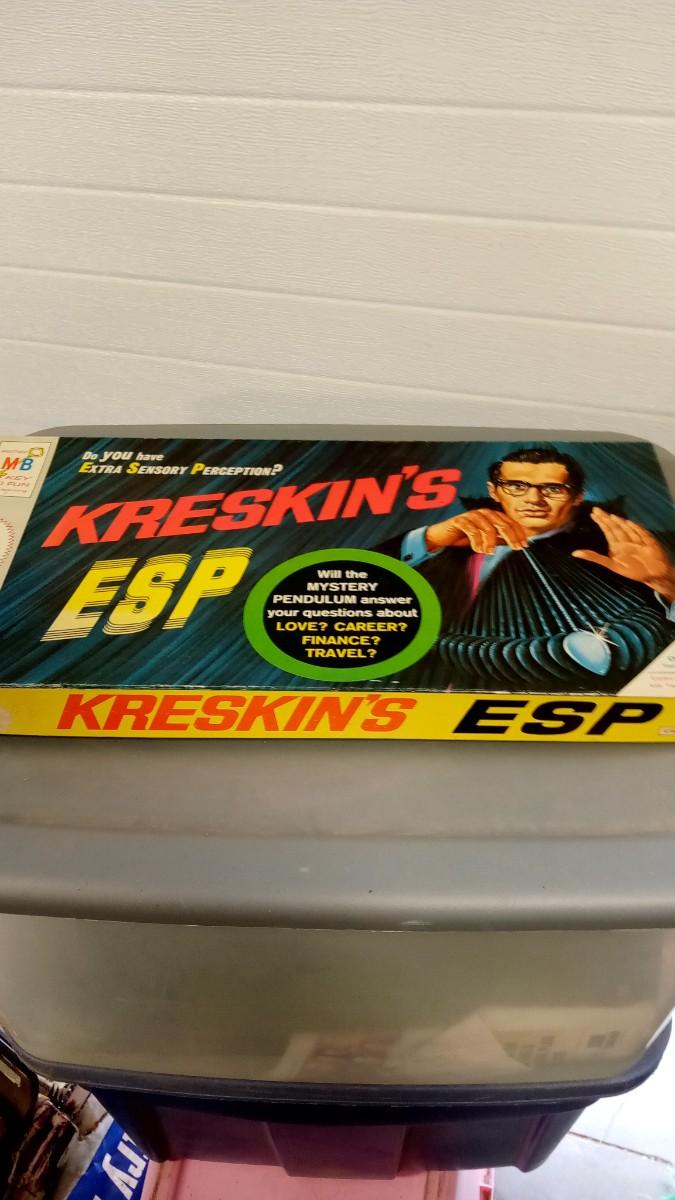 MB
Do you have
EXTRA SENSORY PERCEPTION?
KRESKIN'S
ESP
Will the
MYSTERY
PENDULUM answer
your questions about
LOVE? CAREER?
FINANCE?
TRAVEL?
KRESKIN'S ESP